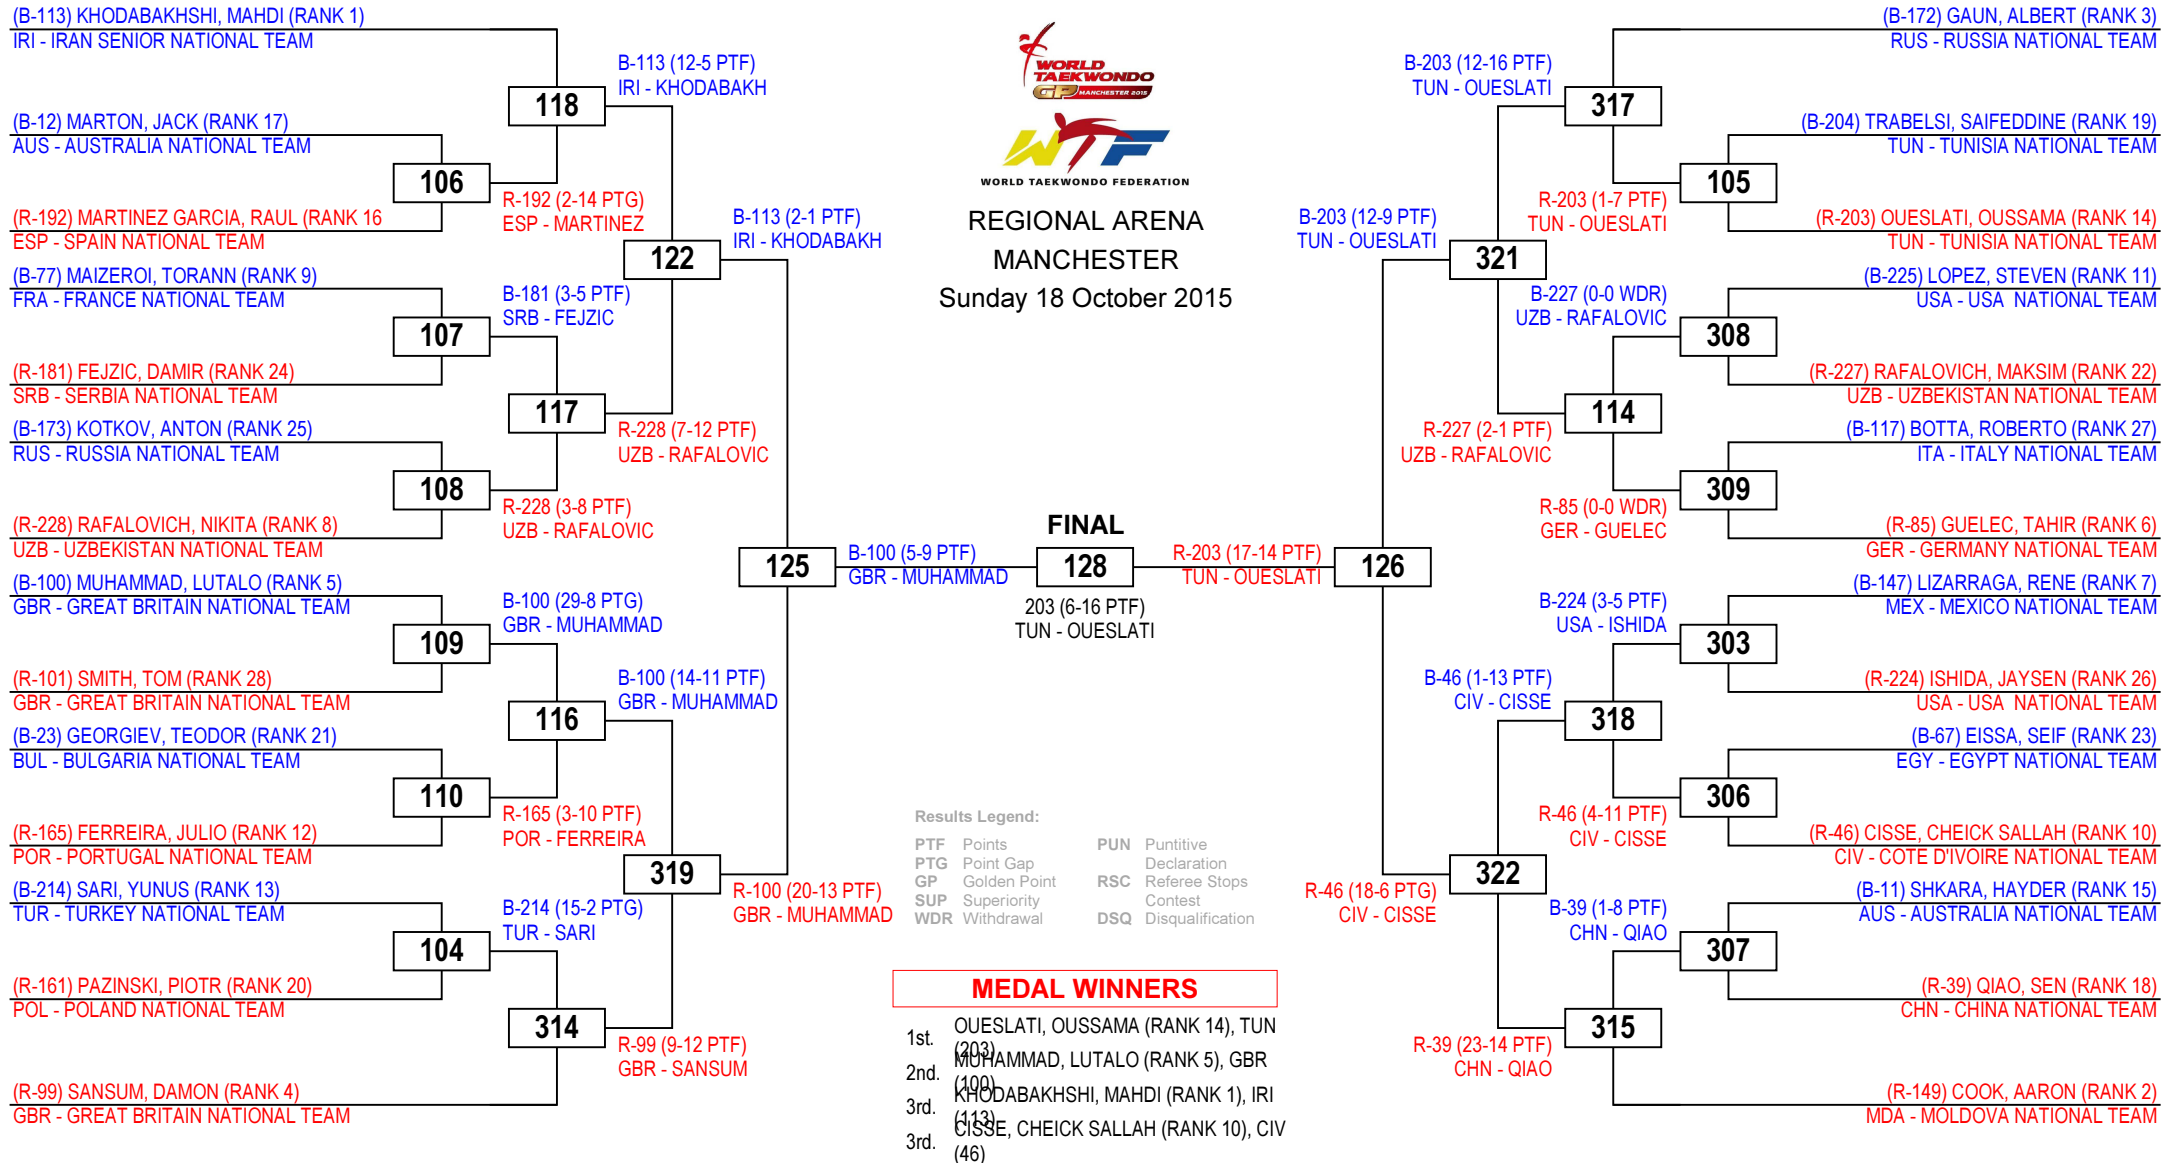 (B-113) KHODABAKHSHI, MAHDI (RANK 1)
IRI - IRAN SENIOR NATIONAL TEAM
(B-12) MARTON, JACK (RANK 17)
AUS - AUSTRALIA NATIONAL TEAM
(R-192) MARTINEZ GARCIA, RAUL (RANK 16
ESP - SPAIN NATIONAL TEAM
(B-77) MAIZEROI, TORANN (RANK 9)
FRA - FRANCE NATIONAL TEAM
(R-181) FEJZIC, DAMIR (RANK 24)
SRB - SERBIA NATIONAL TEAM
(B-173) KOTKOV, ANTON (RANK 25)
RUS - RUSSIA NATIONAL TEAM
(R-228) RAFALOVICH, NIKITA (RANK 8)
UZB - UZBEKISTAN NATIONAL TEAM
(B-100) MUHAMMAD, LUTALO (RANK 5)
GBR - GREAT BRITAIN NATIONAL TEAM
(R-101) SMITH, TOM (RANK 28)
GBR - GREAT BRITAIN NATIONAL TEAM
(B-23) GEORGIEV, TEODOR (RANK 21)
BUL - BULGARIA NATIONAL TEAM
(R-165) FERREIRA, JULIO (RANK 12)
POR - PORTUGAL NATIONAL TEAM
(B-214) SARI, YUNUS (RANK 13)
TUR - TURKEY NATIONAL TEAM
(R-161) PAZINSKI, PIOTR (RANK 20)
POL - POLAND NATIONAL TEAM
(R-99) SANSUM, DAMON (RANK 4)
GBR - GREAT BRITAIN NATIONAL TEAM
106
107
108
109
110
104
R-192 (2-14 PTG)
ESP - MARTINEZ
B-181 (3-5 PTF)
SRB - FEJZIC
R-228 (3-8 PTF)
UZB - RAFALOVIC
B-100 (29-8 PTG)
GBR - MUHAMMAD
R-165 (3-10 PTF)
POR - FERREIRA
B-214 (15-2 PTG)
TUR - SARI
118
117
116
314
B-113 (12-5 PTF)
IRI - KHODABAKH
R-228 (7-12 PTF)
UZB - RAFALOVIC
B-100 (14-11 PTF)
GBR - MUHAMMAD
R-99 (9-12 PTF)
GBR - SANSUM
122
319
B-113 (2-1 PTF)
IRI - KHODABAKH
R-100 (20-13 PTF)
GBR - MUHAMMAD
125
B-100 (5-9 PTF)
GBR - MUHAMMAD
WORLD
TAEKWONDO
GP MANCHESTER 2015
WTF
WORLD TAEKWONDO FEDERATION
REGIONAL ARENA
MANCHESTER
Sunday 18 October 2015
FINAL
128
203 (6-16 PTF)
TUN - OUESLATI
Results Legend:
PTF Points
PTG Point Gap
GP Golden Point
SUP Superiority
WDR Withdrawal
PUN Puntitive
Declaration
RSC Referee Stops
Contest
DSQ Disqualification
MEDAL WINNERS
1st. OUESLATI, OUSSAMA (RANK 14), TUN
(203)
2nd. MUHAMMAD, LUTALO (RANK 5), GBR
(100)
3rd. KHODABAKHSHI, MAHDI (RANK 1), IRI
(113)
3rd. CISSE, CHEICK SALLAH (RANK 10), CIV
(46)
R-203 (17-14 PTF)
TUN - OUESLATI
126
B-203 (12-9 PTF)
TUN - OUESLATI
R-46 (18-6 PTG)
CIV - CISSE
321
322
B-203 (12-16 PTF)
TUN - OUESLATI
R-227 (2-1 PTF)
UZB - RAFALOVIC
B-46 (1-13 PTF)
CIV - CISSE
R-39 (23-14 PTF)
CHN - QIAO
317
114
318
315
R-203 (1-7 PTF)
TUN - OUESLATI
B-227 (0-0 WDR)
UZB - RAFALOVIC
R-85 (0-0 WDR)
GER - GUELEC
B-224 (3-5 PTF)
USA - ISHIDA
R-46 (4-11 PTF)
CIV - CISSE
B-39 (1-8 PTF)
CHN - QIAO
105
308
309
303
306
307
(B-172) GAUN, ALBERT (RANK 3)
RUS - RUSSIA NATIONAL TEAM
(B-204) TRABELSI, SAIFEDDINE (RANK 19)
TUN - TUNISIA NATIONAL TEAM
(R-203) OUESLATI, OUSSAMA (RANK 14)
TUN - TUNISIA NATIONAL TEAM
(B-225) LOPEZ, STEVEN (RANK 11)
USA - USA NATIONAL TEAM
(R-227) RAFALOVICH, MAKSIM (RANK 22)
UZB - UZBEKISTAN NATIONAL TEAM
(B-117) BOTTA, ROBERTO (RANK 27)
ITA - ITALY NATIONAL TEAM
(R-85) GUELEC, TAHIR (RANK 6)
GER - GERMANY NATIONAL TEAM
(B-147) LIZARRAGA, RENE (RANK 7)
MEX - MEXICO NATIONAL TEAM
(R-224) ISHIDA, JAYSEN (RANK 26)
USA - USA NATIONAL TEAM
(B-67) EISSA, SEIF (RANK 23)
EGY - EGYPT NATIONAL TEAM
(R-46) CISSE, CHEICK SALLAH (RANK 10)
CIV - COTE D'IVOIRE NATIONAL TEAM
(B-11) SHKARA, HAYDER (RANK 15)
AUS - AUSTRALIA NATIONAL TEAM
(R-39) QIAO, SEN (RANK 18)
CHN - CHINA NATIONAL TEAM
(R-149) COOK, AARON (RANK 2)
MDA - MOLDOVA NATIONAL TEAM